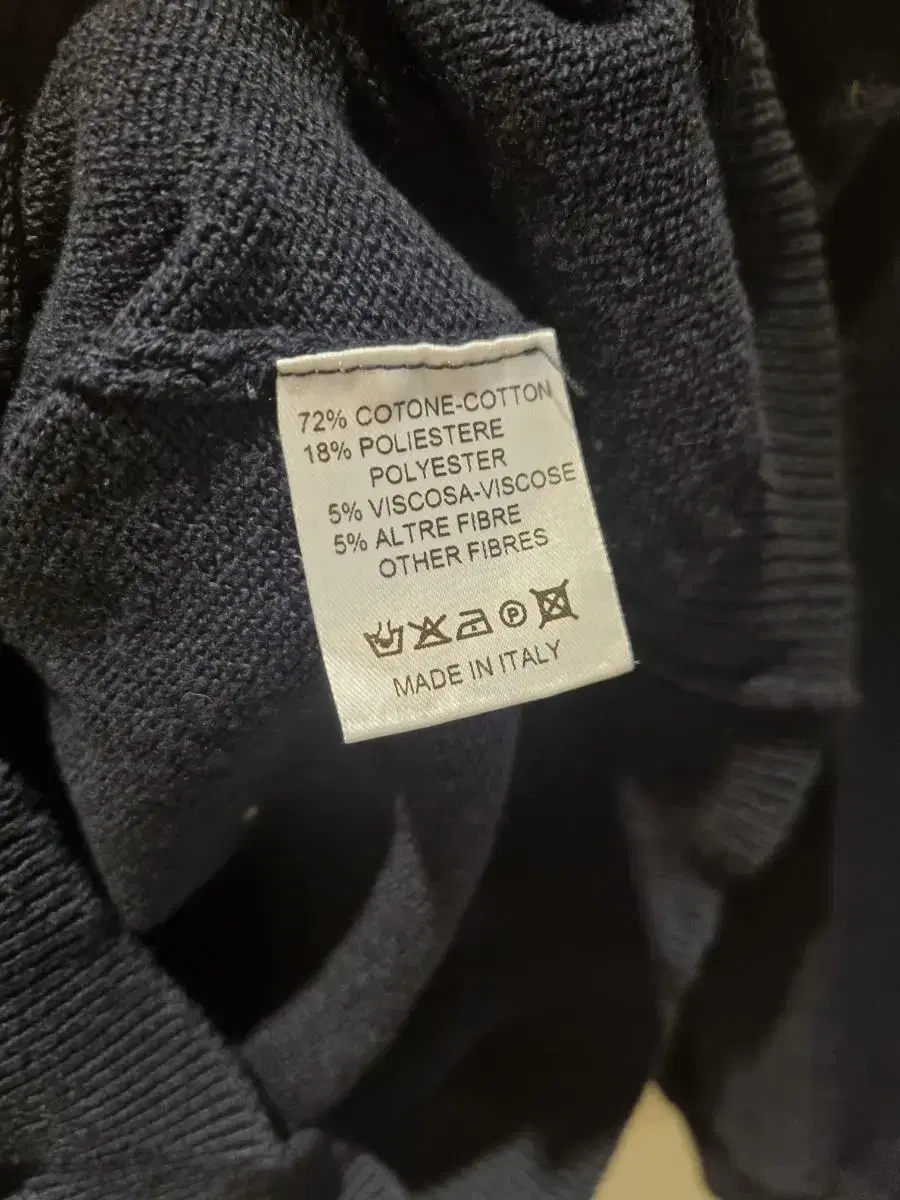 72% COTONE-COTTON
18% POLIESTERE
POLYESTER
5% VISCOSA-VISCOSE
5% ALTRE FIBRE
OTHER FIBRES
P
MADE IN ITALY